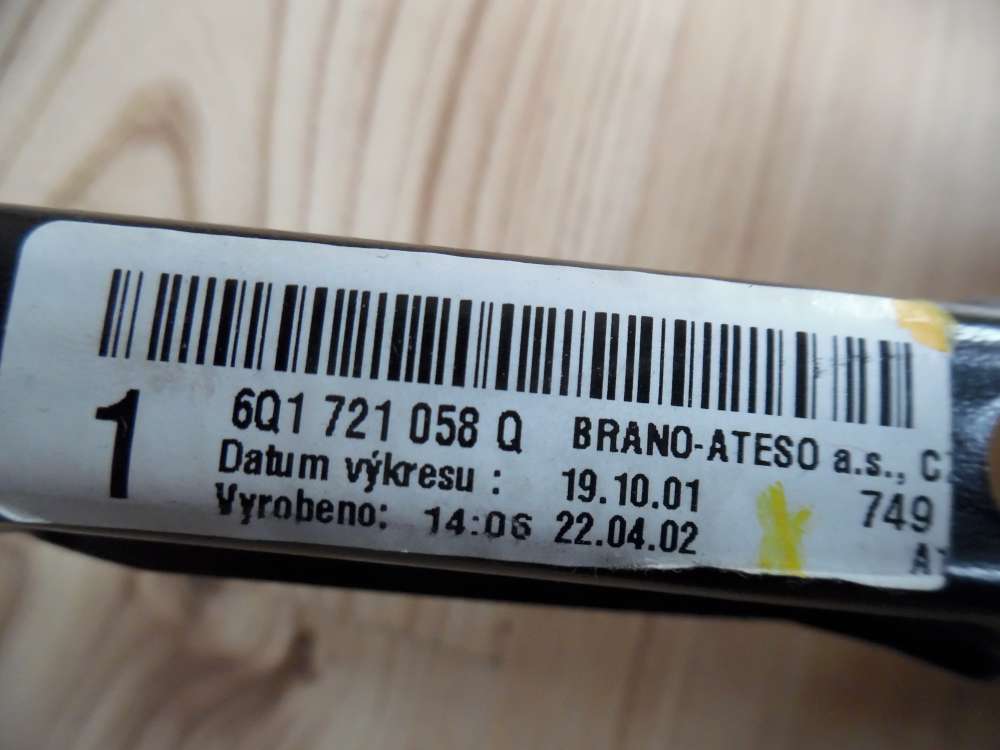 1
6Q1 721 058 Q BRANO-ATESO a.s., C
Datum výkresu : 19.10.01 749
Vyrobeno: 14:06 22.04.02